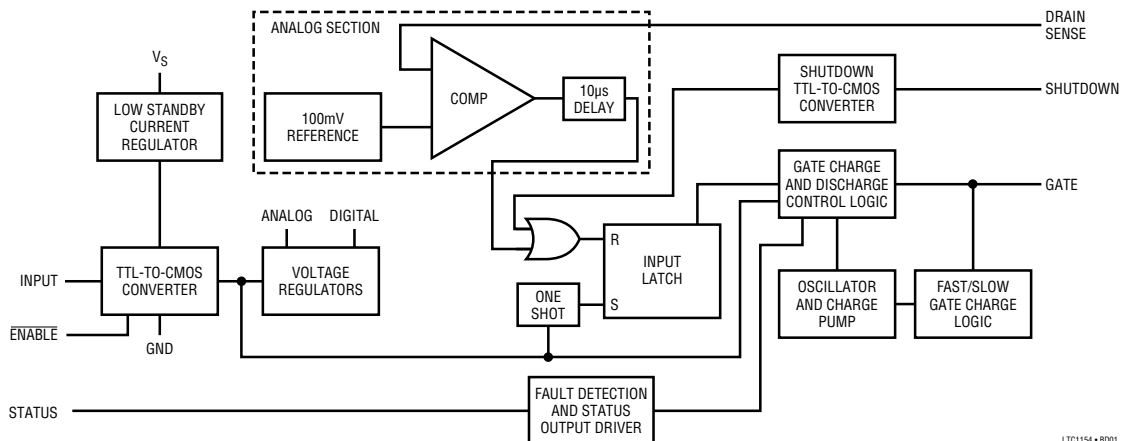 ANALOG SECTION
DRAIN
SENSE
V_S
COMP
10µs
DELAY
SHUTDOWN
TTL-TO-CMOS
CONVERTER
SHUTDOWN
LOW STANDBY
CURRENT
REGULATOR
100mV
REFERENCE
GATE CHARGE
AND DISCHARGE
CONTROL LOGIC
GATE
ANALOG
DIGITAL
R
INPUT
LATCH
S
INPUT
TTL-TO-CMOS
CONVERTER
VOLTAGE
REGULATORS
ONE
SHOT
OSCILLATOR
AND CHARGE
PUMP
FAST/SLOW
GATE CHARGE
LOGIC
ENABLE
GND
STATUS
FAULT DETECTION
AND STATUS
OUTPUT DRIVER
LTC1154 • BD01